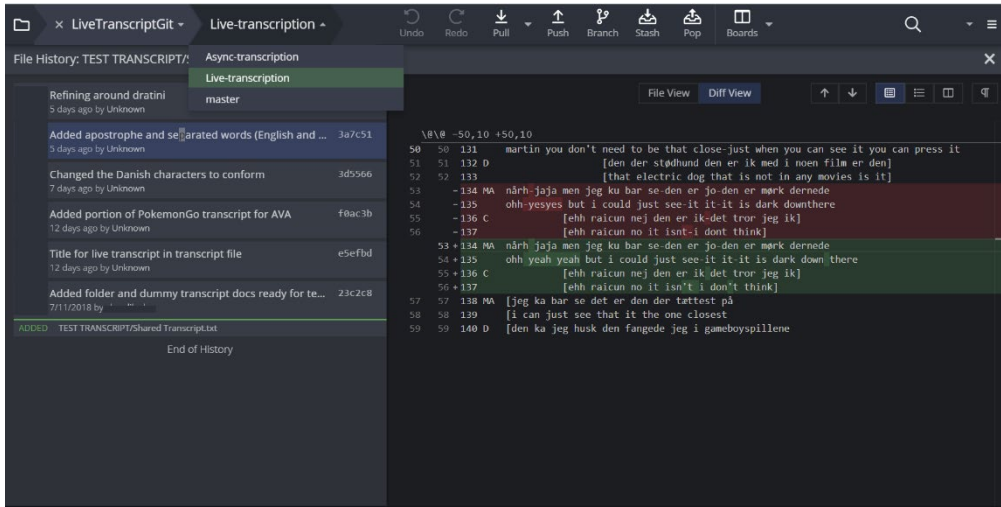 LiveTranscriptGit Live-transcription
Undo Redo Pull Push Branch Stash Pop Boards
File History: TEST TRANSCRIPT/S
Async-transcription
Live-transcription
master
File View Diff View
Refining around dratini
5 days ago by Unknown
Added apostrophe and se arated words (English and ... 3a7c51
5 days ago by Unknown
Changed the Danish characters to conform 3d5566
7 days ago by Unknown
Added portion of PokemonGo transcript for AVA f0ac3b
12 days ago by Unknown
Title for live transcript in transcript file e5efbd
12 days ago by Unknown
Added folder and dummy transcript docs ready for te... 23c2c8
7/11/2018 by
ADDED TEST TRANSCRIPT/Shared Transcript.txt
End of History
\@\@ -50,10 +50,10
50 50 131 martin you don't need to be that close-just when you can see it you can press it
51 51 132 D [den der stødhund den er ik med i noen film er den]
52 52 133 [that electric dog that is not in any movies is it]
53 -134 MA nårh-jaja men jeg ku bar se-den er jo-den er mørk dernede
54 -135 ohh-yesyes but i could just see-it it-it is dark downthere
55 -136 C [ehh raicun nej den er ik-det tror jeg ik]
56 -137 [ehh raicun no it isnt-i dont think]
53 +134 MA nårh jaja men jeg ku bar se-den er jo-den er mørk dernede
54 +135 ohh yeah yeah but i could just see-it it-it is dark down there
55 +136 C [ehh raicun nej den er ik det tror jeg ik]
56 +137 [ehh raicun no it isn't i don't think]
57 57 138 MA [jeg ka bar se det er den der tættest på
58 58 139 [i can just see that it the one closest
59 59 140 D [den ka jeg husk den fangede jeg i gameboyspillene